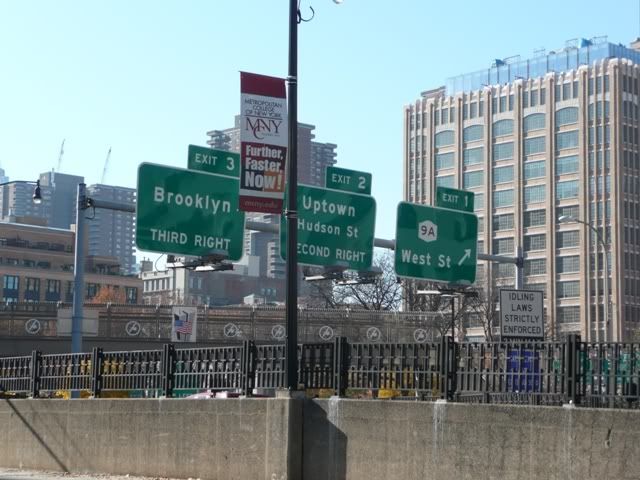 EXIT 3
Brooklyn
THIRD RIGHT
METROPOLITAN
COLLEGE
OF NEW YORK
MCNY
Further,
Faster,
Now!
mcny.edu
EXIT 2
Uptown
Hudson St
ECOND RIGHT
EXIT 1
9A
West St
IDLING
LAWS
STRICTLY
ENFORCED